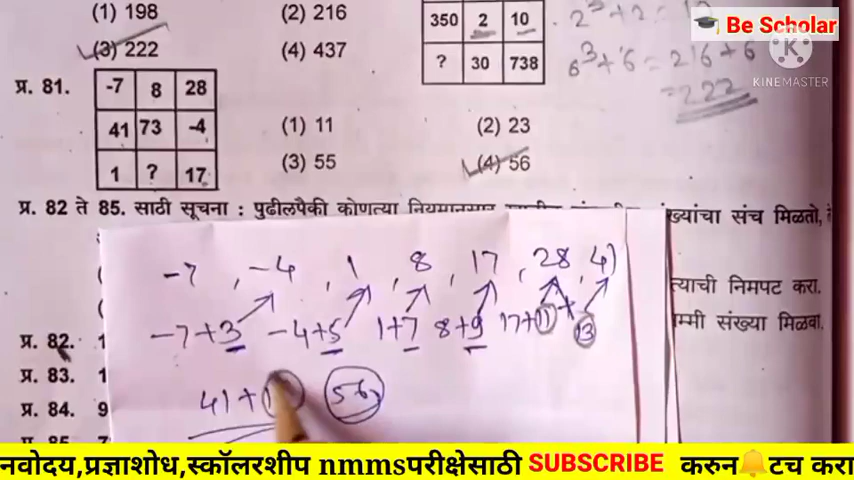 (1) 198 (2) 216
(3) 222 (4) 437
350 2 10
? 30 738
6³+6 = 216+6
=222
Be Scholar
K
KINEMASTER
प्र. 81.
-7 8 28
41 73 -4
1 ? 17
(1) 11 (2) 23
(3) 55 (4) 56
प्र. 82 ते 85. साठी सूचना : पुढीलपैकी कोणत्या नियमानुसार ख्यांचा संच मिळतो,
-7 , -4 , 1 , 8 , 17 , 28 , 41
त्याची निमपट करा.
-7+3 -4+5 1+7 8+9 17+11 + 13
म्मी संख्या मिळवा.
प्र. 82. 1
प्र. 83. 1
41+ 56
प्र. 84. 9
नवोदय,प्रज्ञाशोध,स्कॉलरशीप nmmsपरीक्षेसाठी SUBSCRIBE करुन🔔टच करा